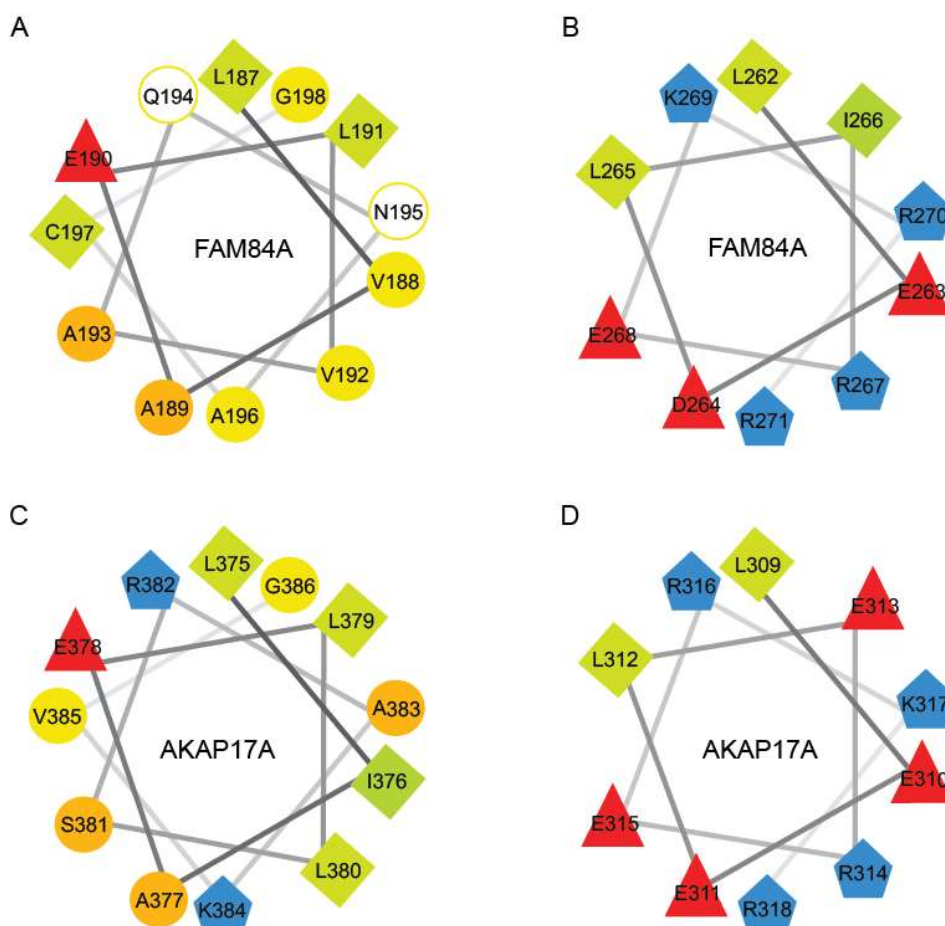 A
B
L187
Q194
G198
L191
E190
N195
C197
FAM84A
V188
A193
V192
A189
A196
L262
K269
I266
L265
R270
FAM84A
E263
E268
R267
D264
R271
C
D
L375
R382
G386
L379
E378
A383
V385
AKAP17A
I376
S381
L380
A377
K384
L309
R316
E313
L312
K317
AKAP17A
E310
E315
R314
E311
R318